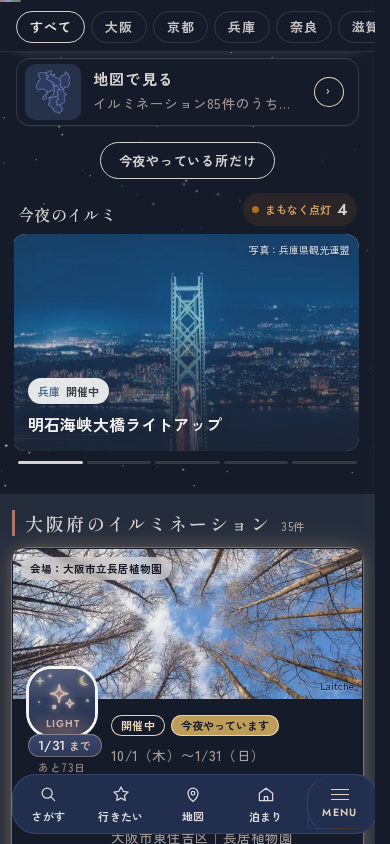 すべて
大阪
京都
兵庫
奈良
滋賀
地図で見る
イルミネーション85件のうち…
今夜やっている所だけ
今夜のイルミ
まもなく点灯 4
写真：兵庫県観光連盟
兵庫 開催中
明石海峡大橋ライトアップ
大阪府のイルミネーション 35件
会場：大阪市立長居植物園
Laitche
LIGHT
1/31 まで
あと73日
開催中
今夜やっています
10/1（木）〜1/31（日）
さがす
行きたい
地図
泊まり
MENU
大阪市東住吉区｜長居植物園